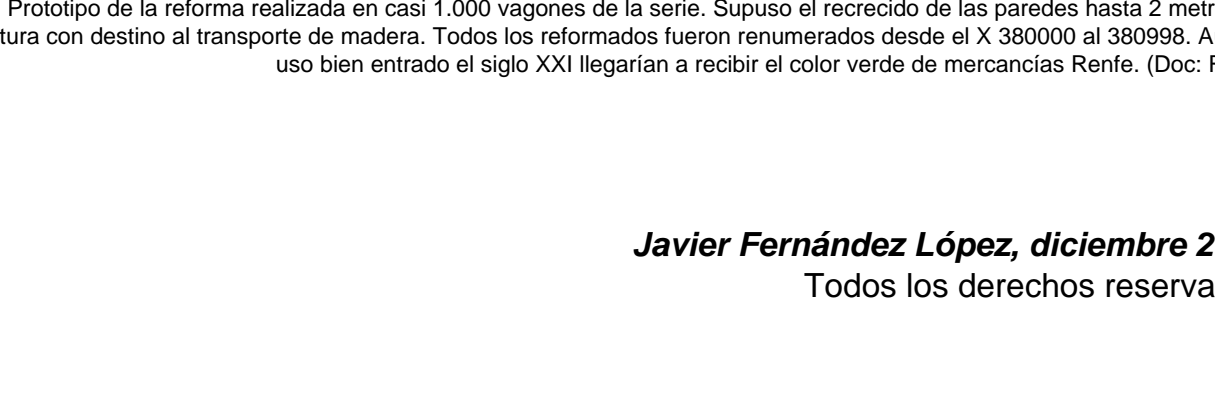 Prototipo de la reforma realizada en casi 1.000 vagones de la serie. Supuso el recrecido de las paredes hasta 2 metr
tura con destino al transporte de madera. Todos los reformados fueron renumerados desde el X 380000 al 380998. A
uso bien entrado el siglo XXI llegarían a recibir el color verde de mercancías Renfe. (Doc: F
Javier Fernández López, diciembre 2
Todos los derechos reserva